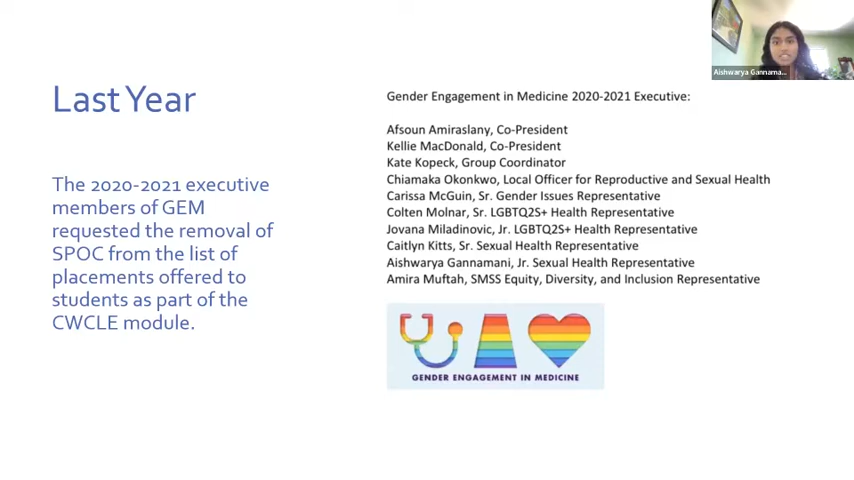 Aishwarya Gannama...
Last Year
The 2020-2021 executive
members of GEM
requested the removal of
SPOC from the list of
placements offered to
students as part of the
CWCLE module.
Gender Engagement in Medicine 2020-2021 Executive:
Afsoun Amiraslany, Co-President
Kellie MacDonald, Co-President
Kate Kopeck, Group Coordinator
Chiamaka Okonkwo, Local Officer for Reproductive and Sexual Health
Carissa McGuin, Sr. Gender Issues Representative
Colten Molnar, Sr. LGBTQ2S+ Health Representative
Jovana Miladinovic, Jr. LGBTQ2S+ Health Representative
Caitlyn Kitts, Sr. Sexual Health Representative
Aishwarya Gannamani, Jr. Sexual Health Representative
Amira Muftah, SMSS Equity, Diversity, and Inclusion Representative
GENDER ENGAGEMENT IN MEDICINE